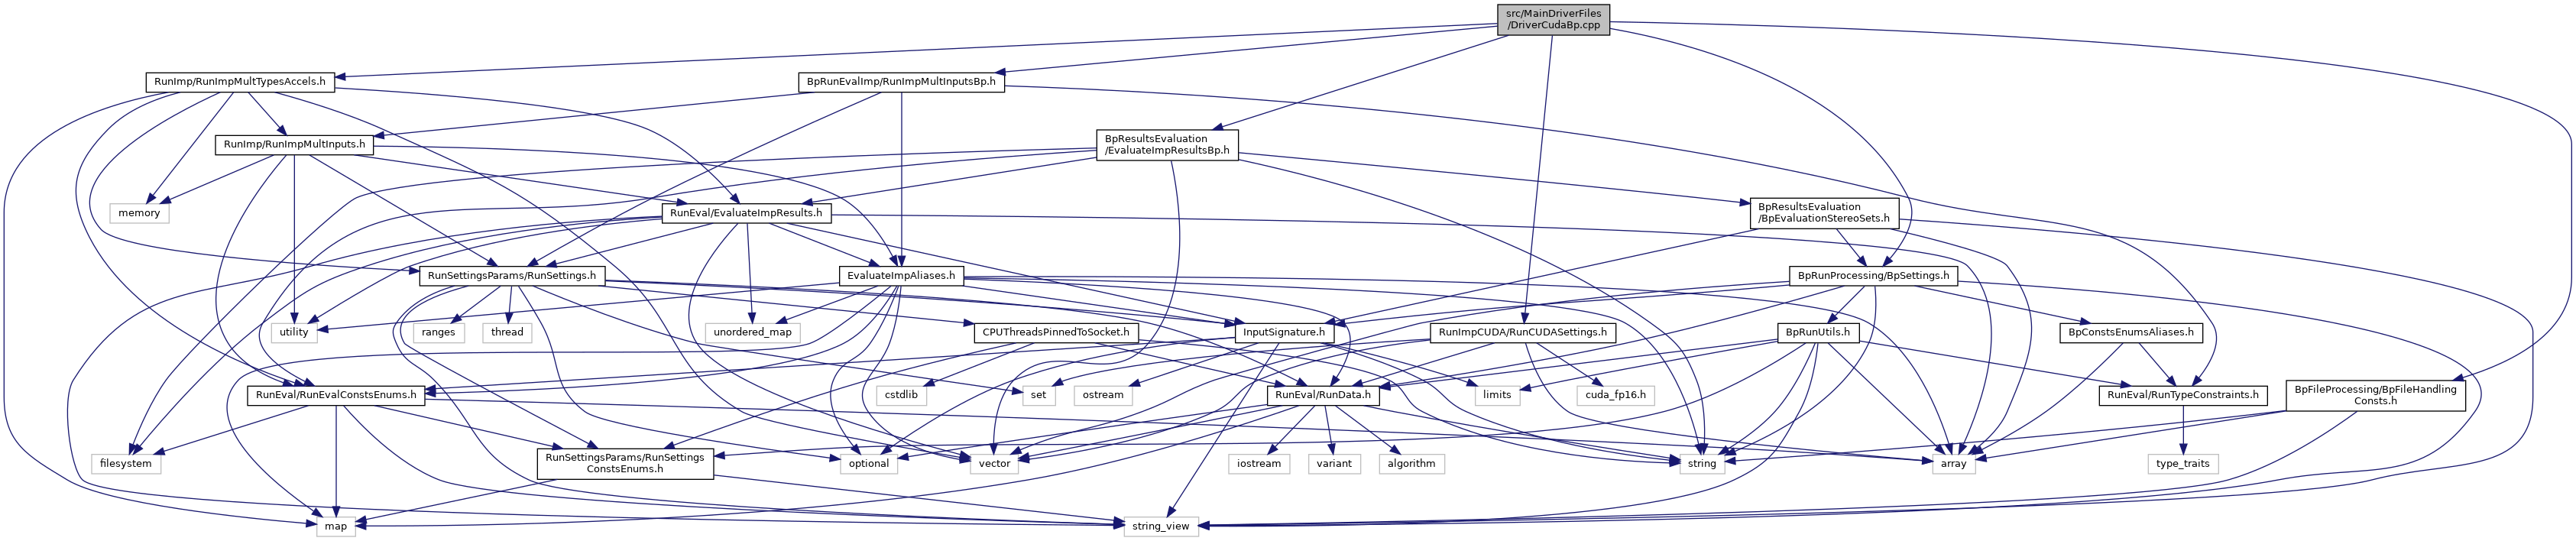 src/MainDriverFiles
/DriverCudaBp.cpp
RunImp/RunImpMultTypesAccels.h
BpRunEvalImp/RunImpMultInputsBp.h
RunImp/RunImpMultInputs.h
BpResultsEvaluation
/EvaluateImpResultsBp.h
memory
RunEval/EvaluateImpResults.h
BpResultsEvaluation
/BpEvaluationStereoSets.h
RunSettingsParams/RunSettings.h
EvaluateImpAliases.h
BpRunProcessing/BpSettings.h
utility
ranges
thread
unordered_map
CPUThreadsPinnedToSocket.h
InputSignature.h
RunImpCUDA/RunCUDASettings.h
BpRunUtils.h
BpConstsEnumsAliases.h
RunEval/RunEvalConstsEnums.h
cstdlib
set
ostream
RunEval/RunData.h
limits
cuda_fp16.h
RunEval/RunTypeConstraints.h
BpFileProcessing/BpFileHandling
Consts.h
filesystem
RunSettingsParams/RunSettings
ConstsEnums.h
optional
vector
iostream
variant
algorithm
string
array
type_traits
map
string_view